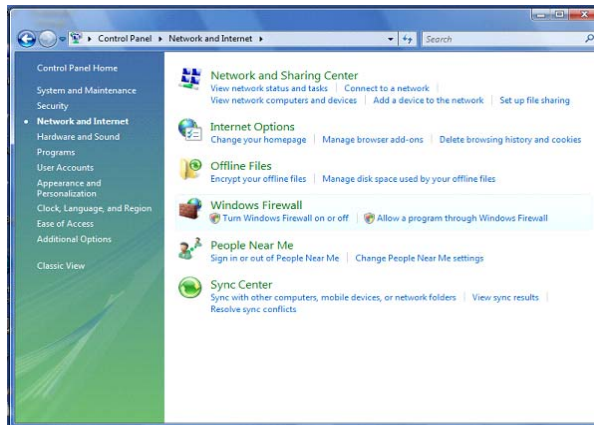 Control Panel ▸ Network and Internet ▸
Search
Control Panel Home
System and Maintenance
Security
Network and Internet
Hardware and Sound
Programs
User Accounts
Appearance and
Personalization
Clock, Language, and Region
Ease of Access
Additional Options
Classic View
Network and Sharing Center
View network status and tasks | Connect to a network |
View network computers and devices | Add a device to the network | Set up file sharing
Internet Options
Change your homepage | Manage browser add-ons | Delete browsing history and cookies
Offline Files
Encrypt your offline files | Manage disk space used by your offline files
Windows Firewall
Turn Windows Firewall on or off | Allow a program through Windows Firewall
People Near Me
Sign in or out of People Near Me | Change People Near Me settings
Sync Center
Sync with other computers, mobile devices, or network folders | View sync results |
Resolve sync conflicts